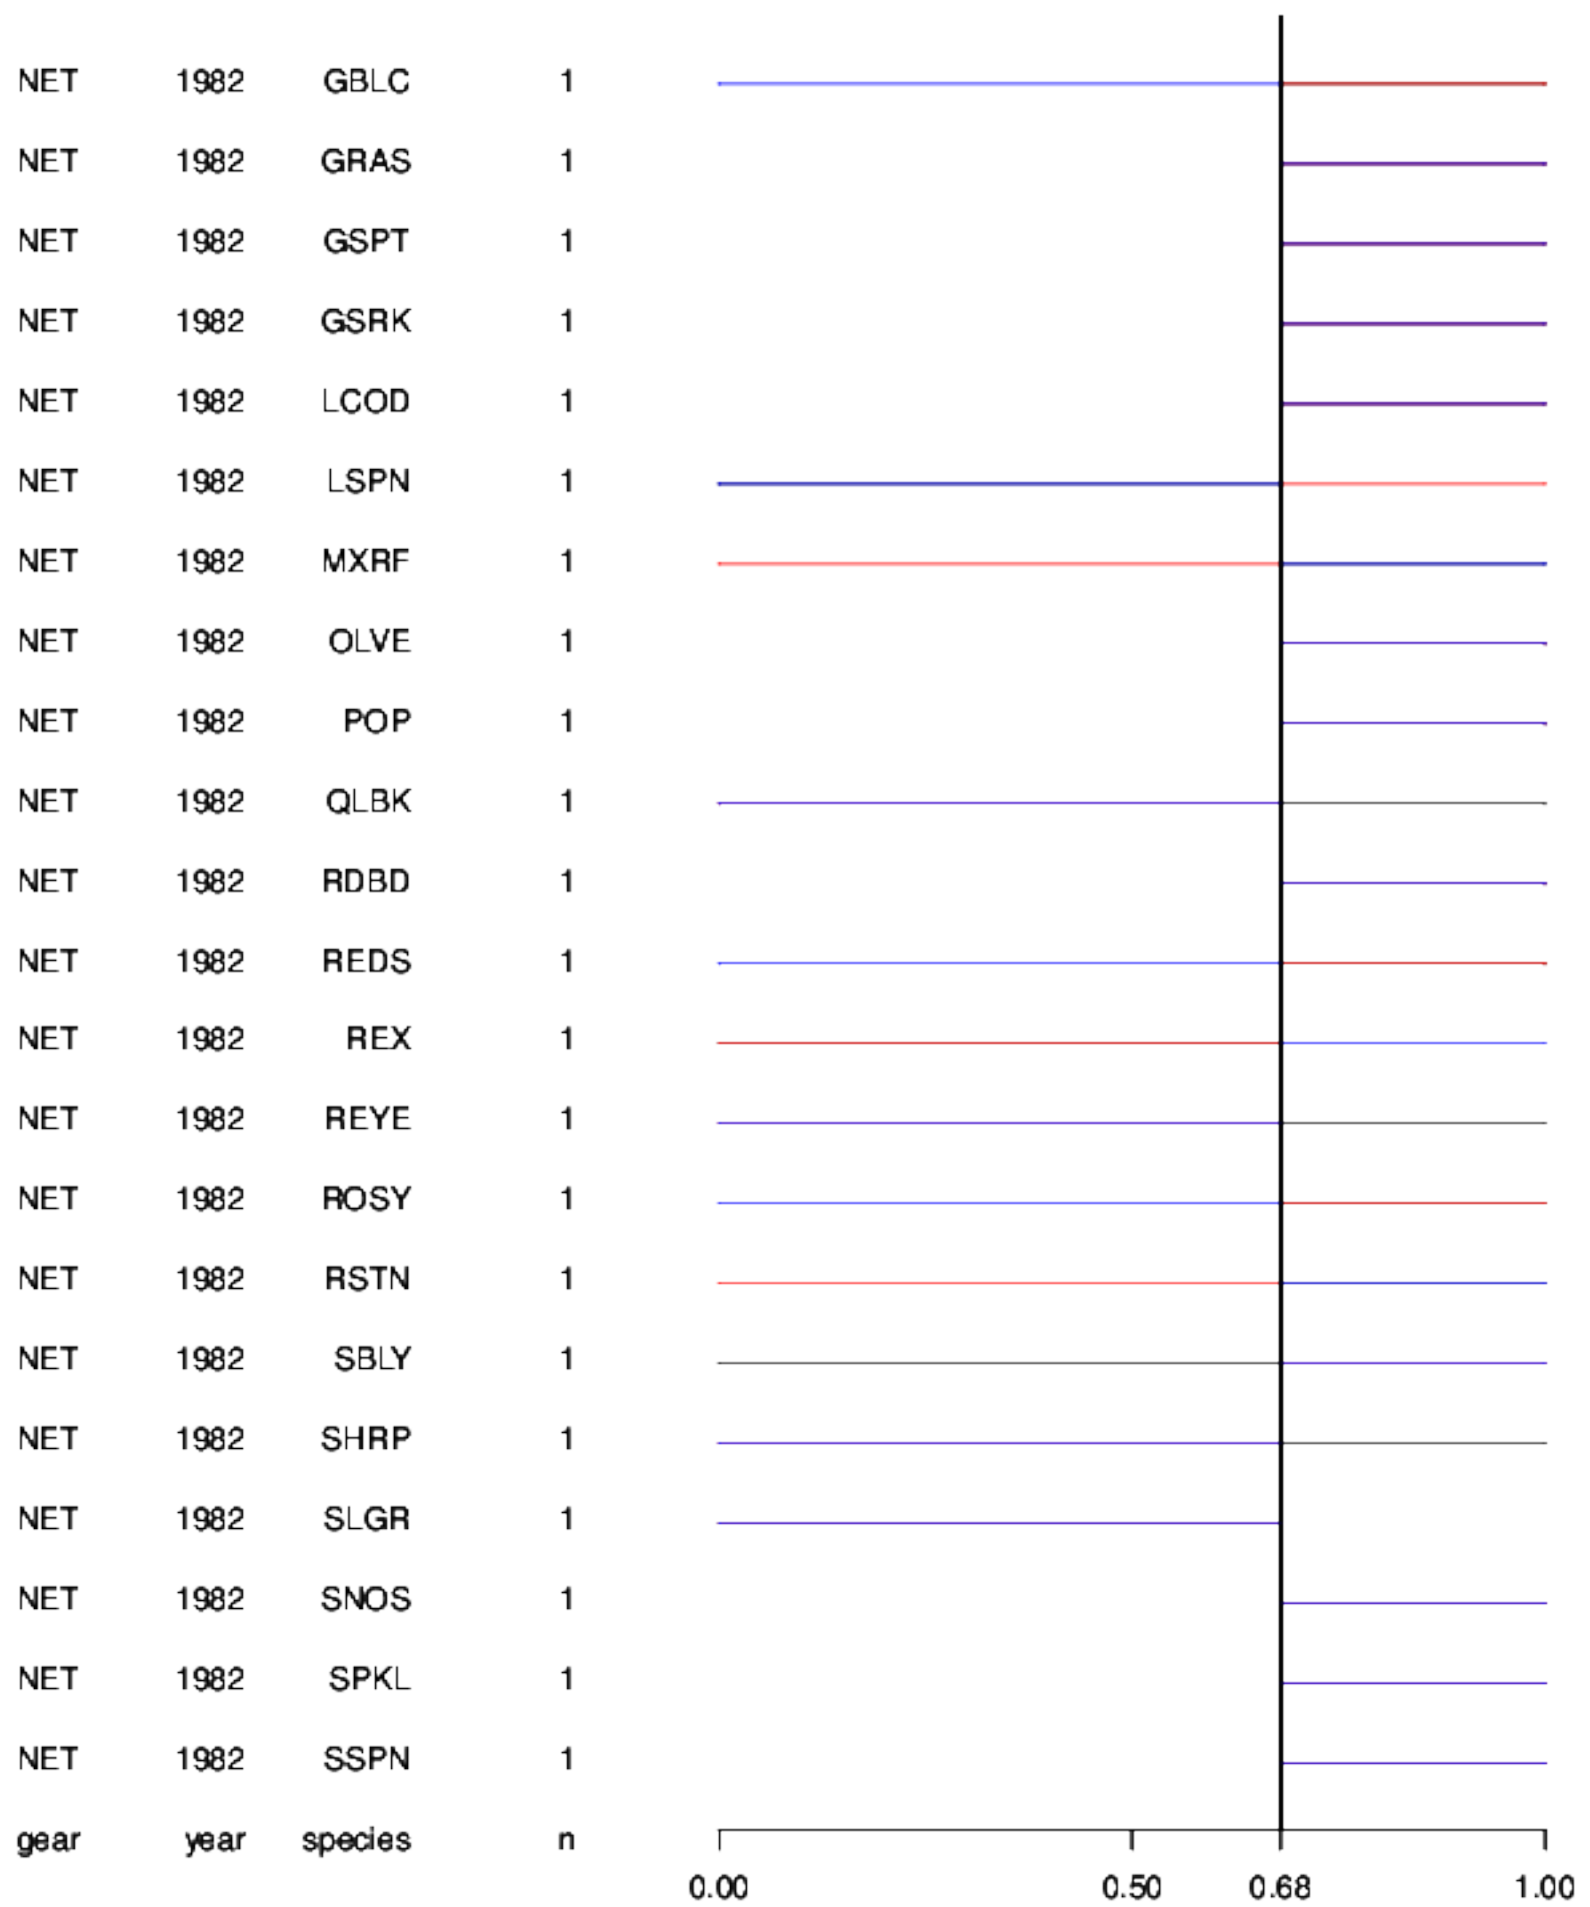 NET 1982 GBLC 1
NET 1982 GRAS 1
NET 1982 GSPT 1
NET 1982 GSRK 1
NET 1982 LCOD 1
NET 1982 LSPN 1
NET 1982 MXRF 1
NET 1982 OLVE 1
NET 1982 POP 1
NET 1982 QLBK 1
NET 1982 RDBD 1
NET 1982 REDS 1
NET 1982 REX 1
NET 1982 REYE 1
NET 1982 ROSY 1
NET 1982 RSTN 1
NET 1982 SBLY 1
NET 1982 SHRP 1
NET 1982 SLGR 1
NET 1982 SNOS 1
NET 1982 SPKL 1
NET 1982 SSPN 1
gear year species n
0.00 0.50 0.68 1.00